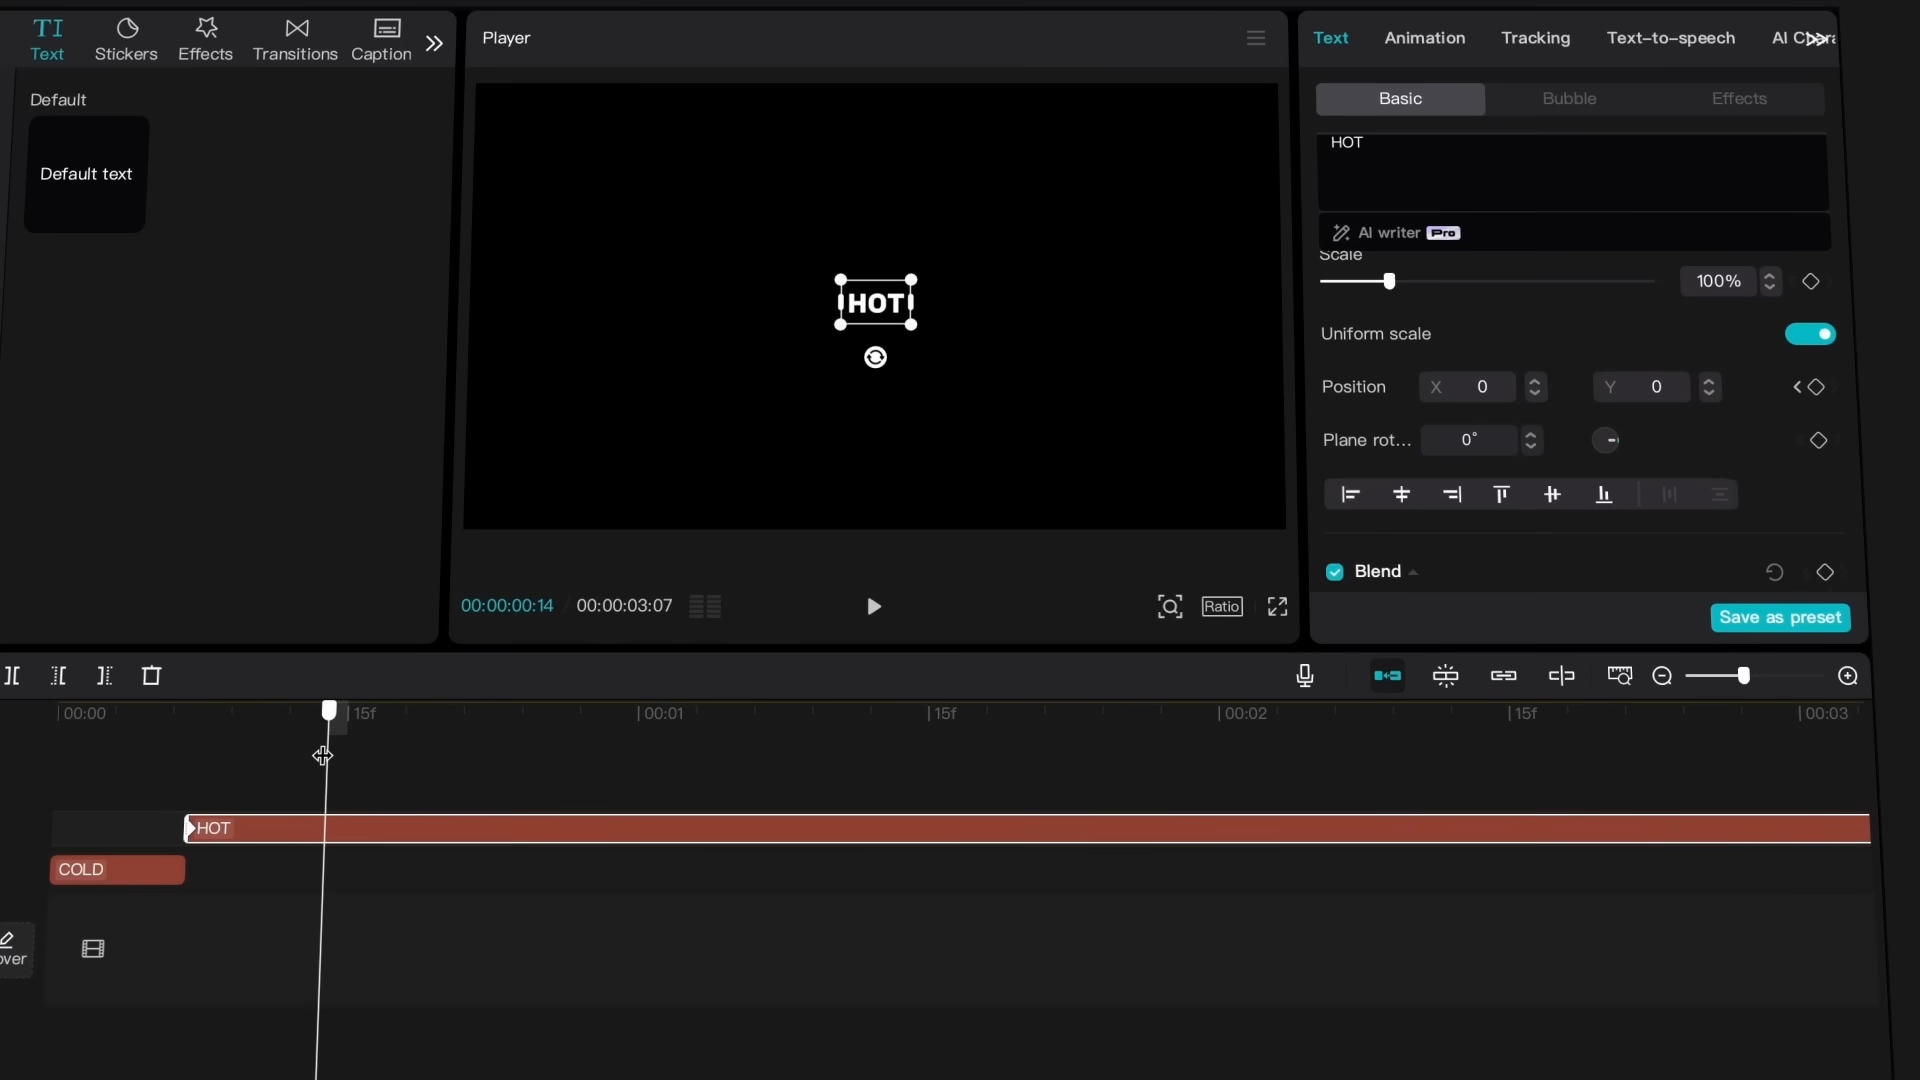 TI
Text
Stickers
Effects
Transitions
Caption
Default
Default text
Player
HOT
00:00:00:14 / 00:00:03:07
Ratio
Text
Animation
Tracking
Text-to-speech
Basic
Bubble
Effects
HOT
AI writer Pro
Scale
100%
Uniform scale
Position X 0 Y 0
Plane rot... 0°
Blend
Save as preset
00:00
15f
00:01
15f
00:02
15f
00:03
HOT
COLD
over